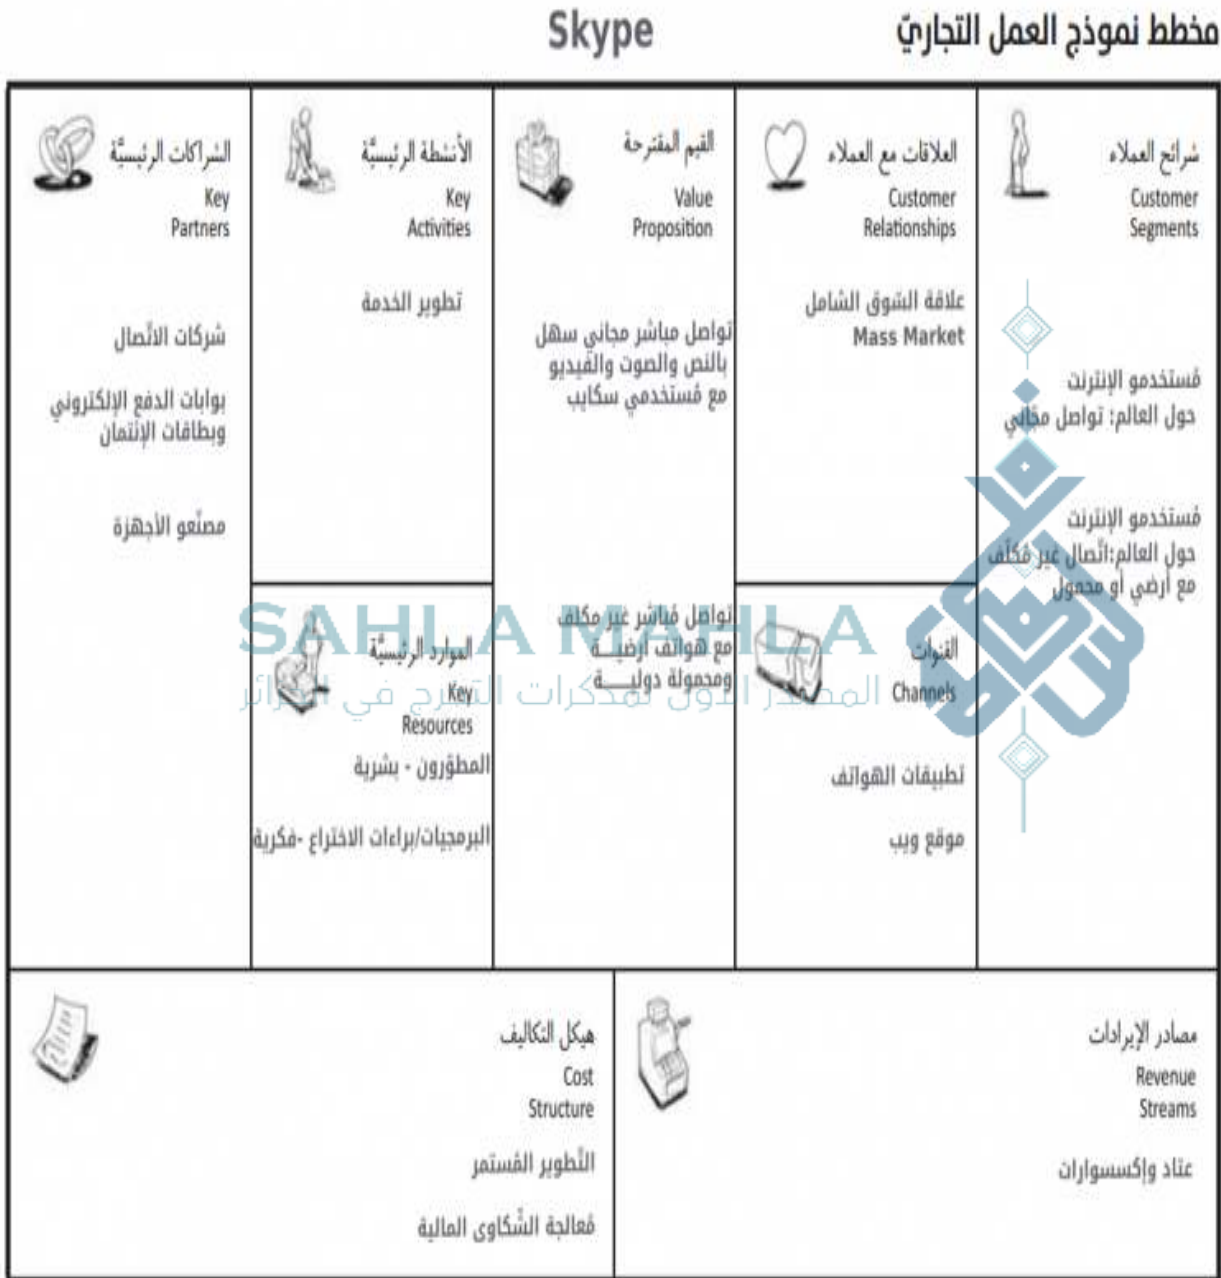 مخطط نموذج العمل التجاريّ
Skype
شرائح العملاء
Customer
Segments
مُستخدمو الإنترنت
حول العالم: تواصل مجاني
مُستخدمو الإنترنت
حول العالم:اتّصال غير مُكلّف
مع أرضي أو محمول
العلاقات مع العملاء
Customer
Relationships
علاقة السّوق الشامل
Mass Market
القنوات
Channels
تطبيقات الهواتف
موقع ويب
القيم المقترحة
Value
Proposition
تواصل مباشر مجاني سهل
بالنص والصوت والفيديو
مع مُستخدمي سكايب
تواصل مُباشر غير مكلف
مع هواتف أرضيـــة
ومحمولة دوليـــة
الأنشطة الرئيسيَّة
Key
Activities
تطوير الخدمة
الموارد الرئيسيَّة
Key
Resources
المطوّرون - بشرية
البرمجيات/براءات الاختراع -فكرية
الشراكات الرئيسيَّة
Key
Partners
شركات الاتّصال
بوابات الدفع الإلكتروني
وبطاقات الإئتمان
مصنّعو الأجهزة
مصادر الإيرادات
Revenue
Streams
عتاد وإكسسوارات
هيكل التكاليف
Cost
Structure
التّطوير المُستمر
مُعالجة الشّكاوى المالية
SAHLA MAHLA
المصدر الاول لمذكرات التخرج في الجزائر